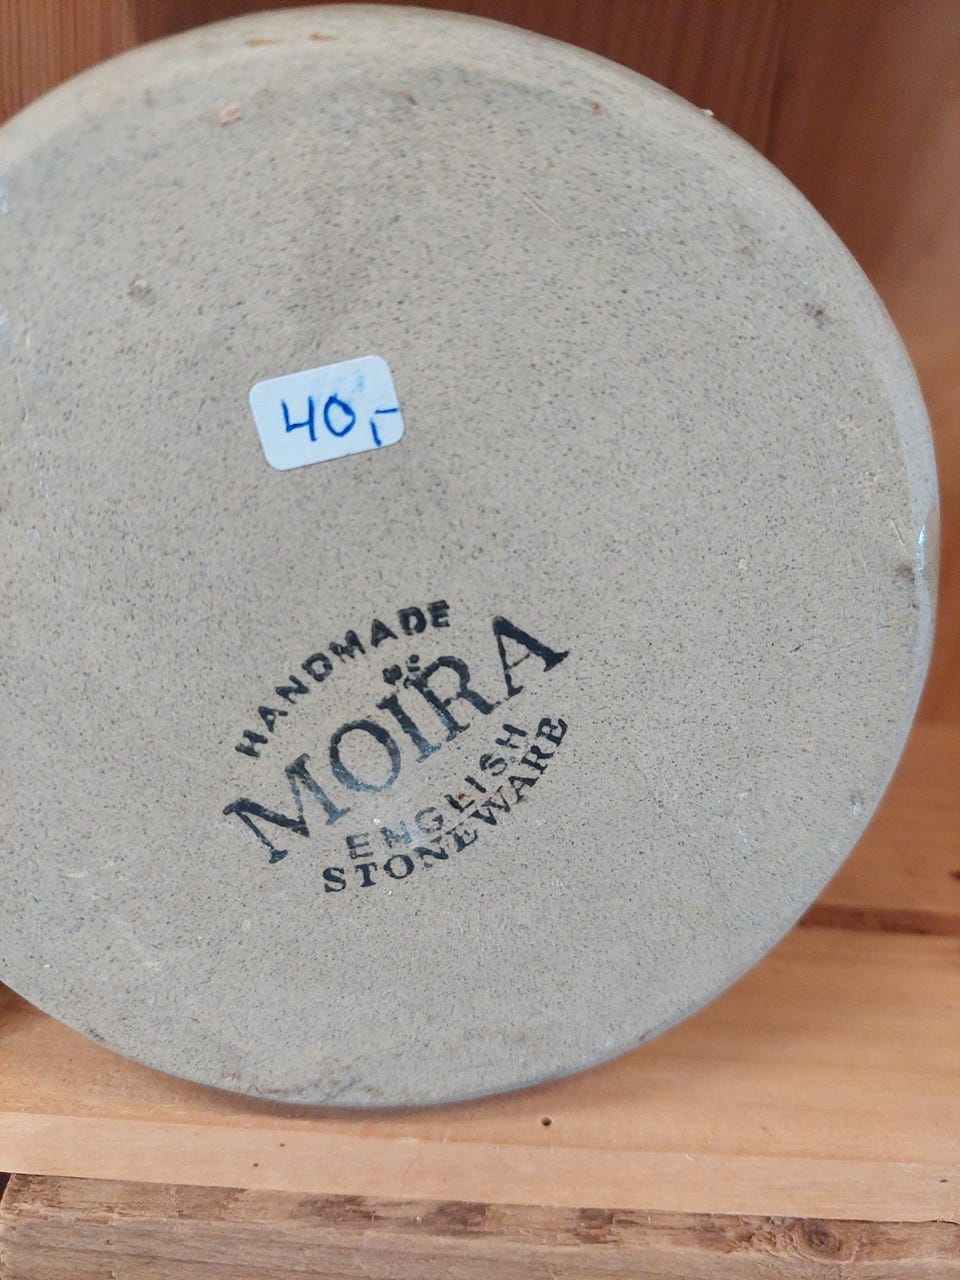 40,-
HANDMADE
MOIRA
ENGLISH
STONEWARE